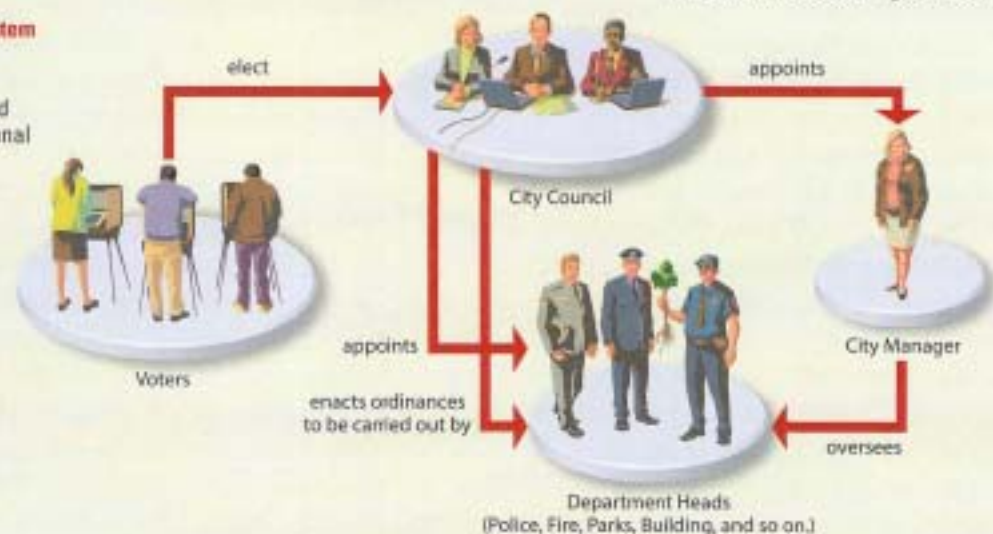 elect
appoints
City Council
Voters
appoints
enacts ordinances
to be carried out by
City Manager
oversees
Department Heads
(Police, Fire, Parks, Building, and so on.)